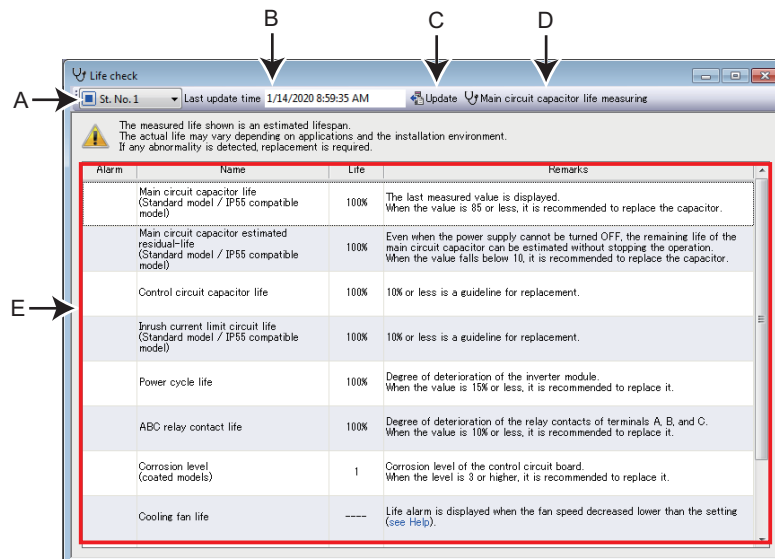 B
C
D
Life check
A
St. No. 1
Last update time 1/14/2020 8:59:35 AM
Update
Main circuit capacitor life measuring
The measured life shown is an estimated lifespan.
The actual life may vary depending on applications and the installation environment.
If any abnormality is detected, replacement is required.
Alarm Name Life Remarks
Main circuit capacitor life
(Standard model / IP55 compatible
model)
100%
The last measured value is displayed.
When the value is 85 or less, it is recommended to replace the capacitor.
Main circuit capacitor estimated
residual-life
(Standard model / IP55 compatible
model)
100%
Even when the power supply cannot be turned OFF, the remaining life of the
main circuit capacitor can be estimated without stopping the operation.
When the value falls below 10, it is recommended to replace the capacitor.
E
Control circuit capacitor life
100%
10% or less is a guideline for replacement.
Inrush current limit circuit life
(Standard model / IP55 compatible
model)
100%
10% or less is a guideline for replacement.
Power cycle life
100%
Degree of deterioration of the inverter module.
When the value is 15% or less, it is recommended to replace it.
ABC relay contact life
100%
Degree of deterioration of the relay contacts of terminals A, B, and C.
When the value is 10% or less, it is recommended to replace it.
Corrosion level
(coated models)
1
Corrosion level of the control circuit board.
When the level is 3 or higher, it is recommended to replace it.
Cooling fan life
----
Life alarm is displayed when the fan speed decreased lower than the setting
(see Help).